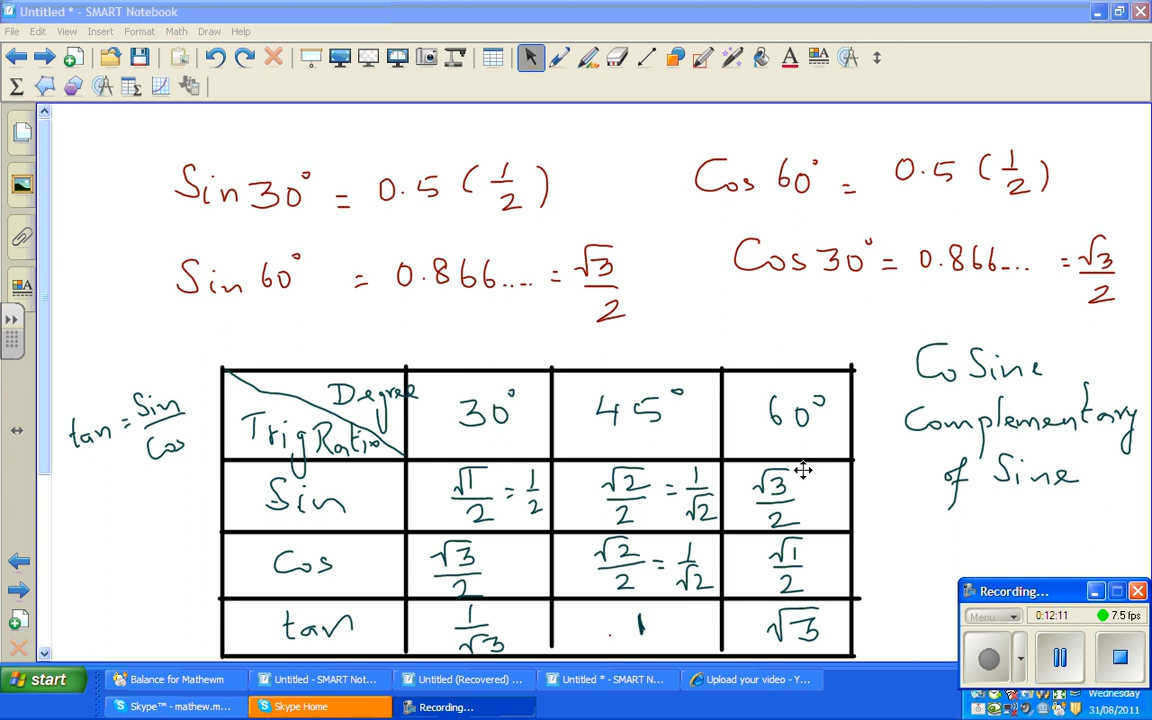 Untitled * - SMART Notebook
File Edit View Insert Format Math Draw Help
Sin 30° = 0.5 (1/2)
Cos 60° = 0.5 (1/2)
Sin 60° = 0.866.... = √3/2
Cos 30° = 0.866... = √3/2
CoSine
Complementary
of Sine
tan = Sin/Cos
Degree
Trig Ratio
30° 45° 60°
Sin √1/2 = 1/2 √2/2 = 1/√2 √3/2
Cos √3/2 √2/2 = 1/√2 √1/2
tan 1/√3 1 √3
Recording...
Menu 0:12:11 7.5 fps
start
Balance for Mathewm
Untitled - SMART Not...
Untitled (Recovered) ...
Untitled * - SMART N...
Upload your video - Y...
Skype™ - mathew.m...
Skype Home
Recording...
Wednesday
31/08/2011